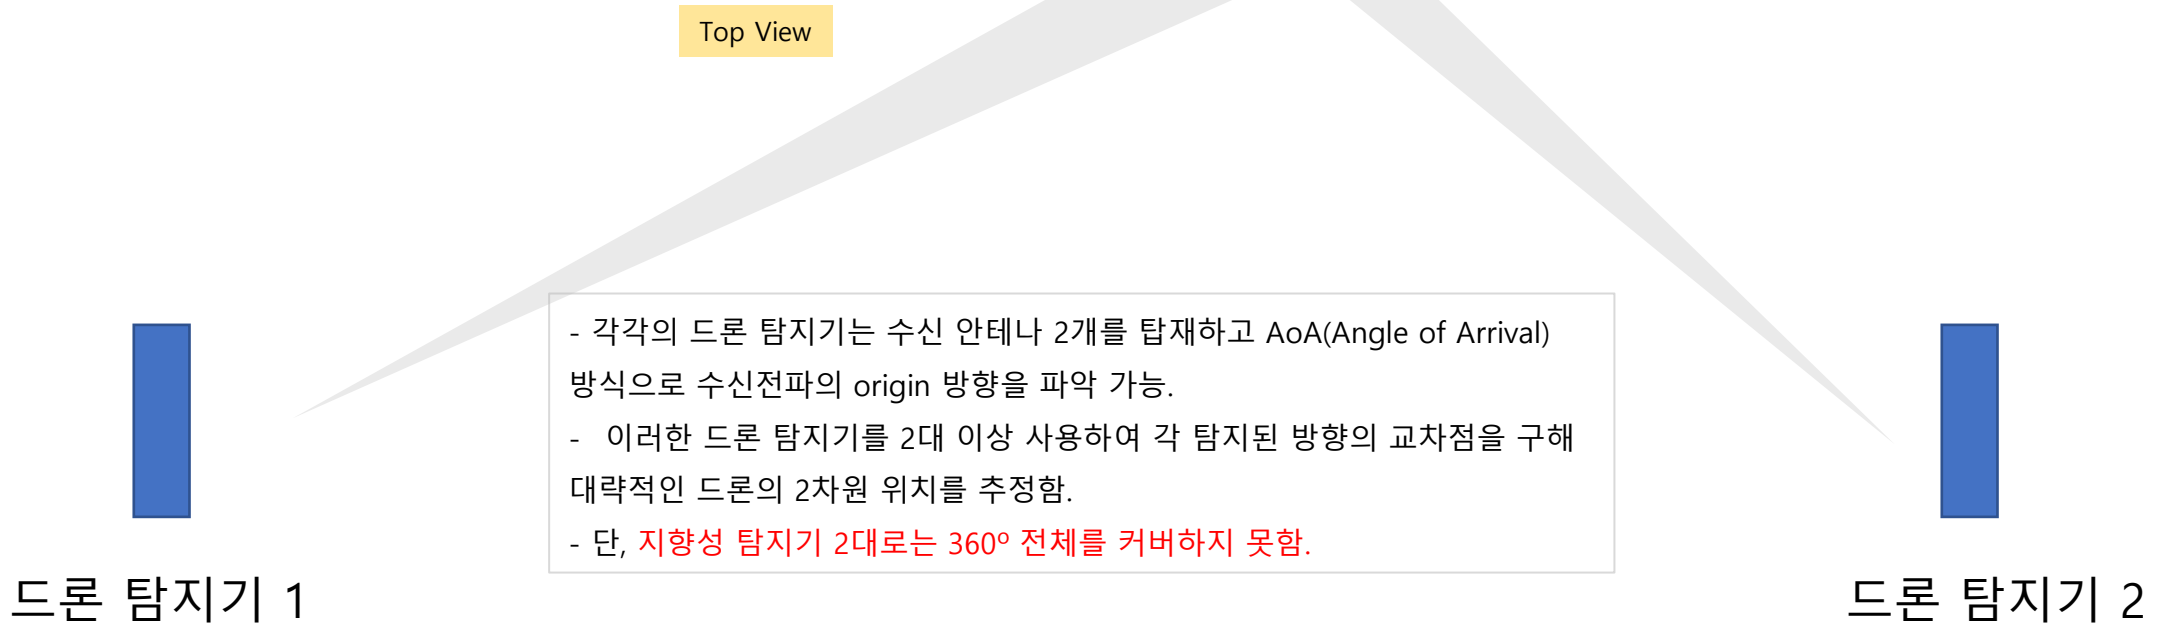 Top View
- 각각의 드론 탐지기는 수신 안테나 2개를 탑재하고 AoA(Angle of Arrival)
방식으로 수신전파의 origin 방향을 파악 가능.
- 이러한 드론 탐지기를 2대 이상 사용하여 각 탐지된 방향의 교차점을 구해
대략적인 드론의 2차원 위치를 추정함.
- 단, 지향성 탐지기 2대로는 360º 전체를 커버하지 못함.
드론 탐지기 1
드론 탐지기 2